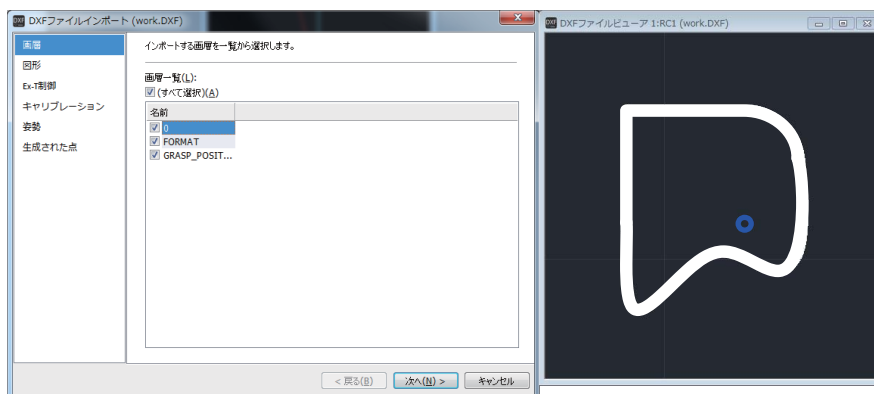 DXFファイルインポート (work.DXF)
画層
図形
Ex-T制御
キャリブレーション
姿勢
生成された点
インポートする画層を一覧から選択します。
画層一覧(L):
(すべて選択)(A)
名前
0
FORMAT
GRASP_POSIT...
< 戻る(B)
次へ(N) >
キャンセル
DXFファイルビューア 1:RC1 (work.DXF)